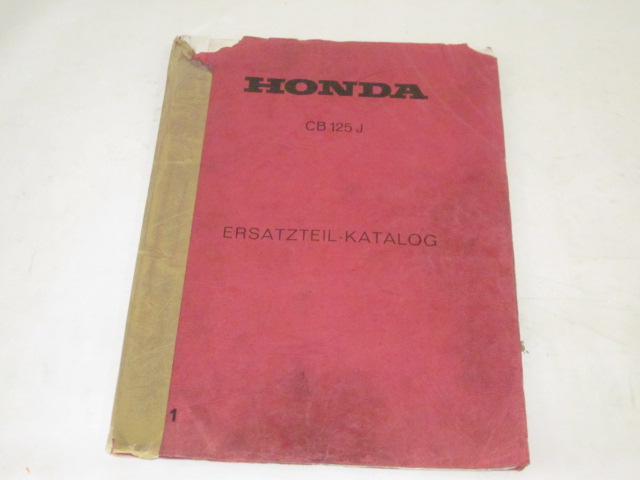 HONDA
CB 125 J
ERSATZTEIL-KATALOG
1